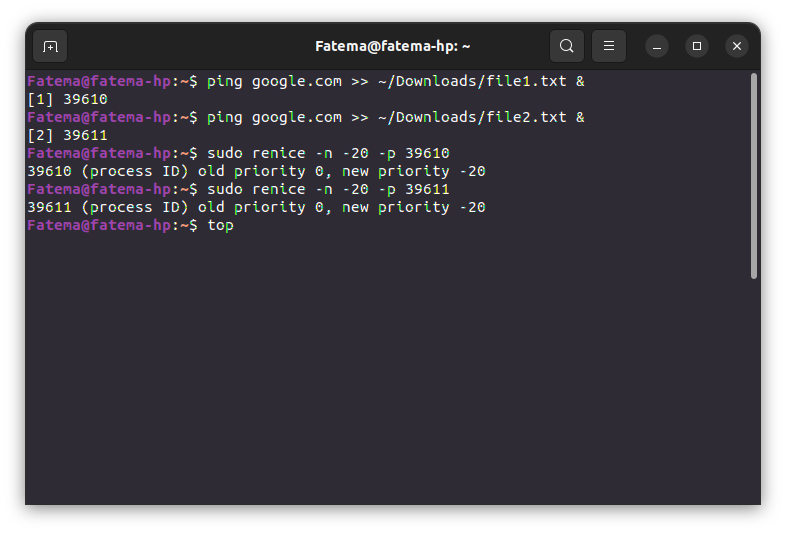 Fatema@fatema-hp: ~
Fatema@fatema-hp:~$ ping google.com >> ~/Downloads/file1.txt &
[1] 39610
Fatema@fatema-hp:~$ ping google.com >> ~/Downloads/file2.txt &
[2] 39611
Fatema@fatema-hp:~$ sudo renice -n -20 -p 39610
39610 (process ID) old priority 0, new priority -20
Fatema@fatema-hp:~$ sudo renice -n -20 -p 39611
39611 (process ID) old priority 0, new priority -20
Fatema@fatema-hp:~$ top